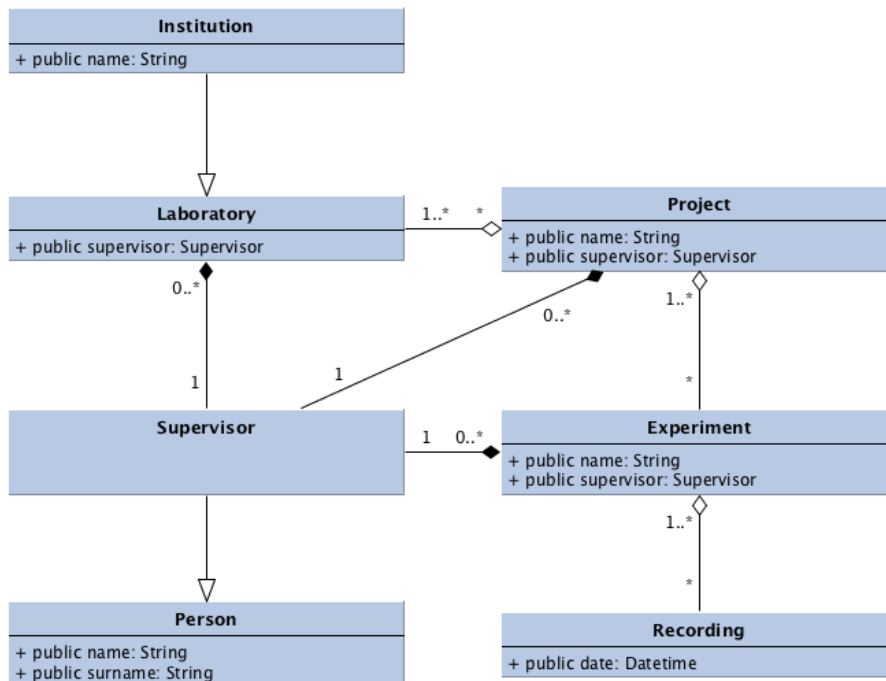 Institution
+ public name: String
Laboratory
+ public supervisor: Supervisor
1..* *
Project
+ public name: String
+ public supervisor: Supervisor
0..*
1..*
0..*
1
1
*
Supervisor
1 0..*
Experiment
+ public name: String
+ public supervisor: Supervisor
1..*
*
Person
+ public name: String
+ public surname: String
Recording
+ public date: Datetime